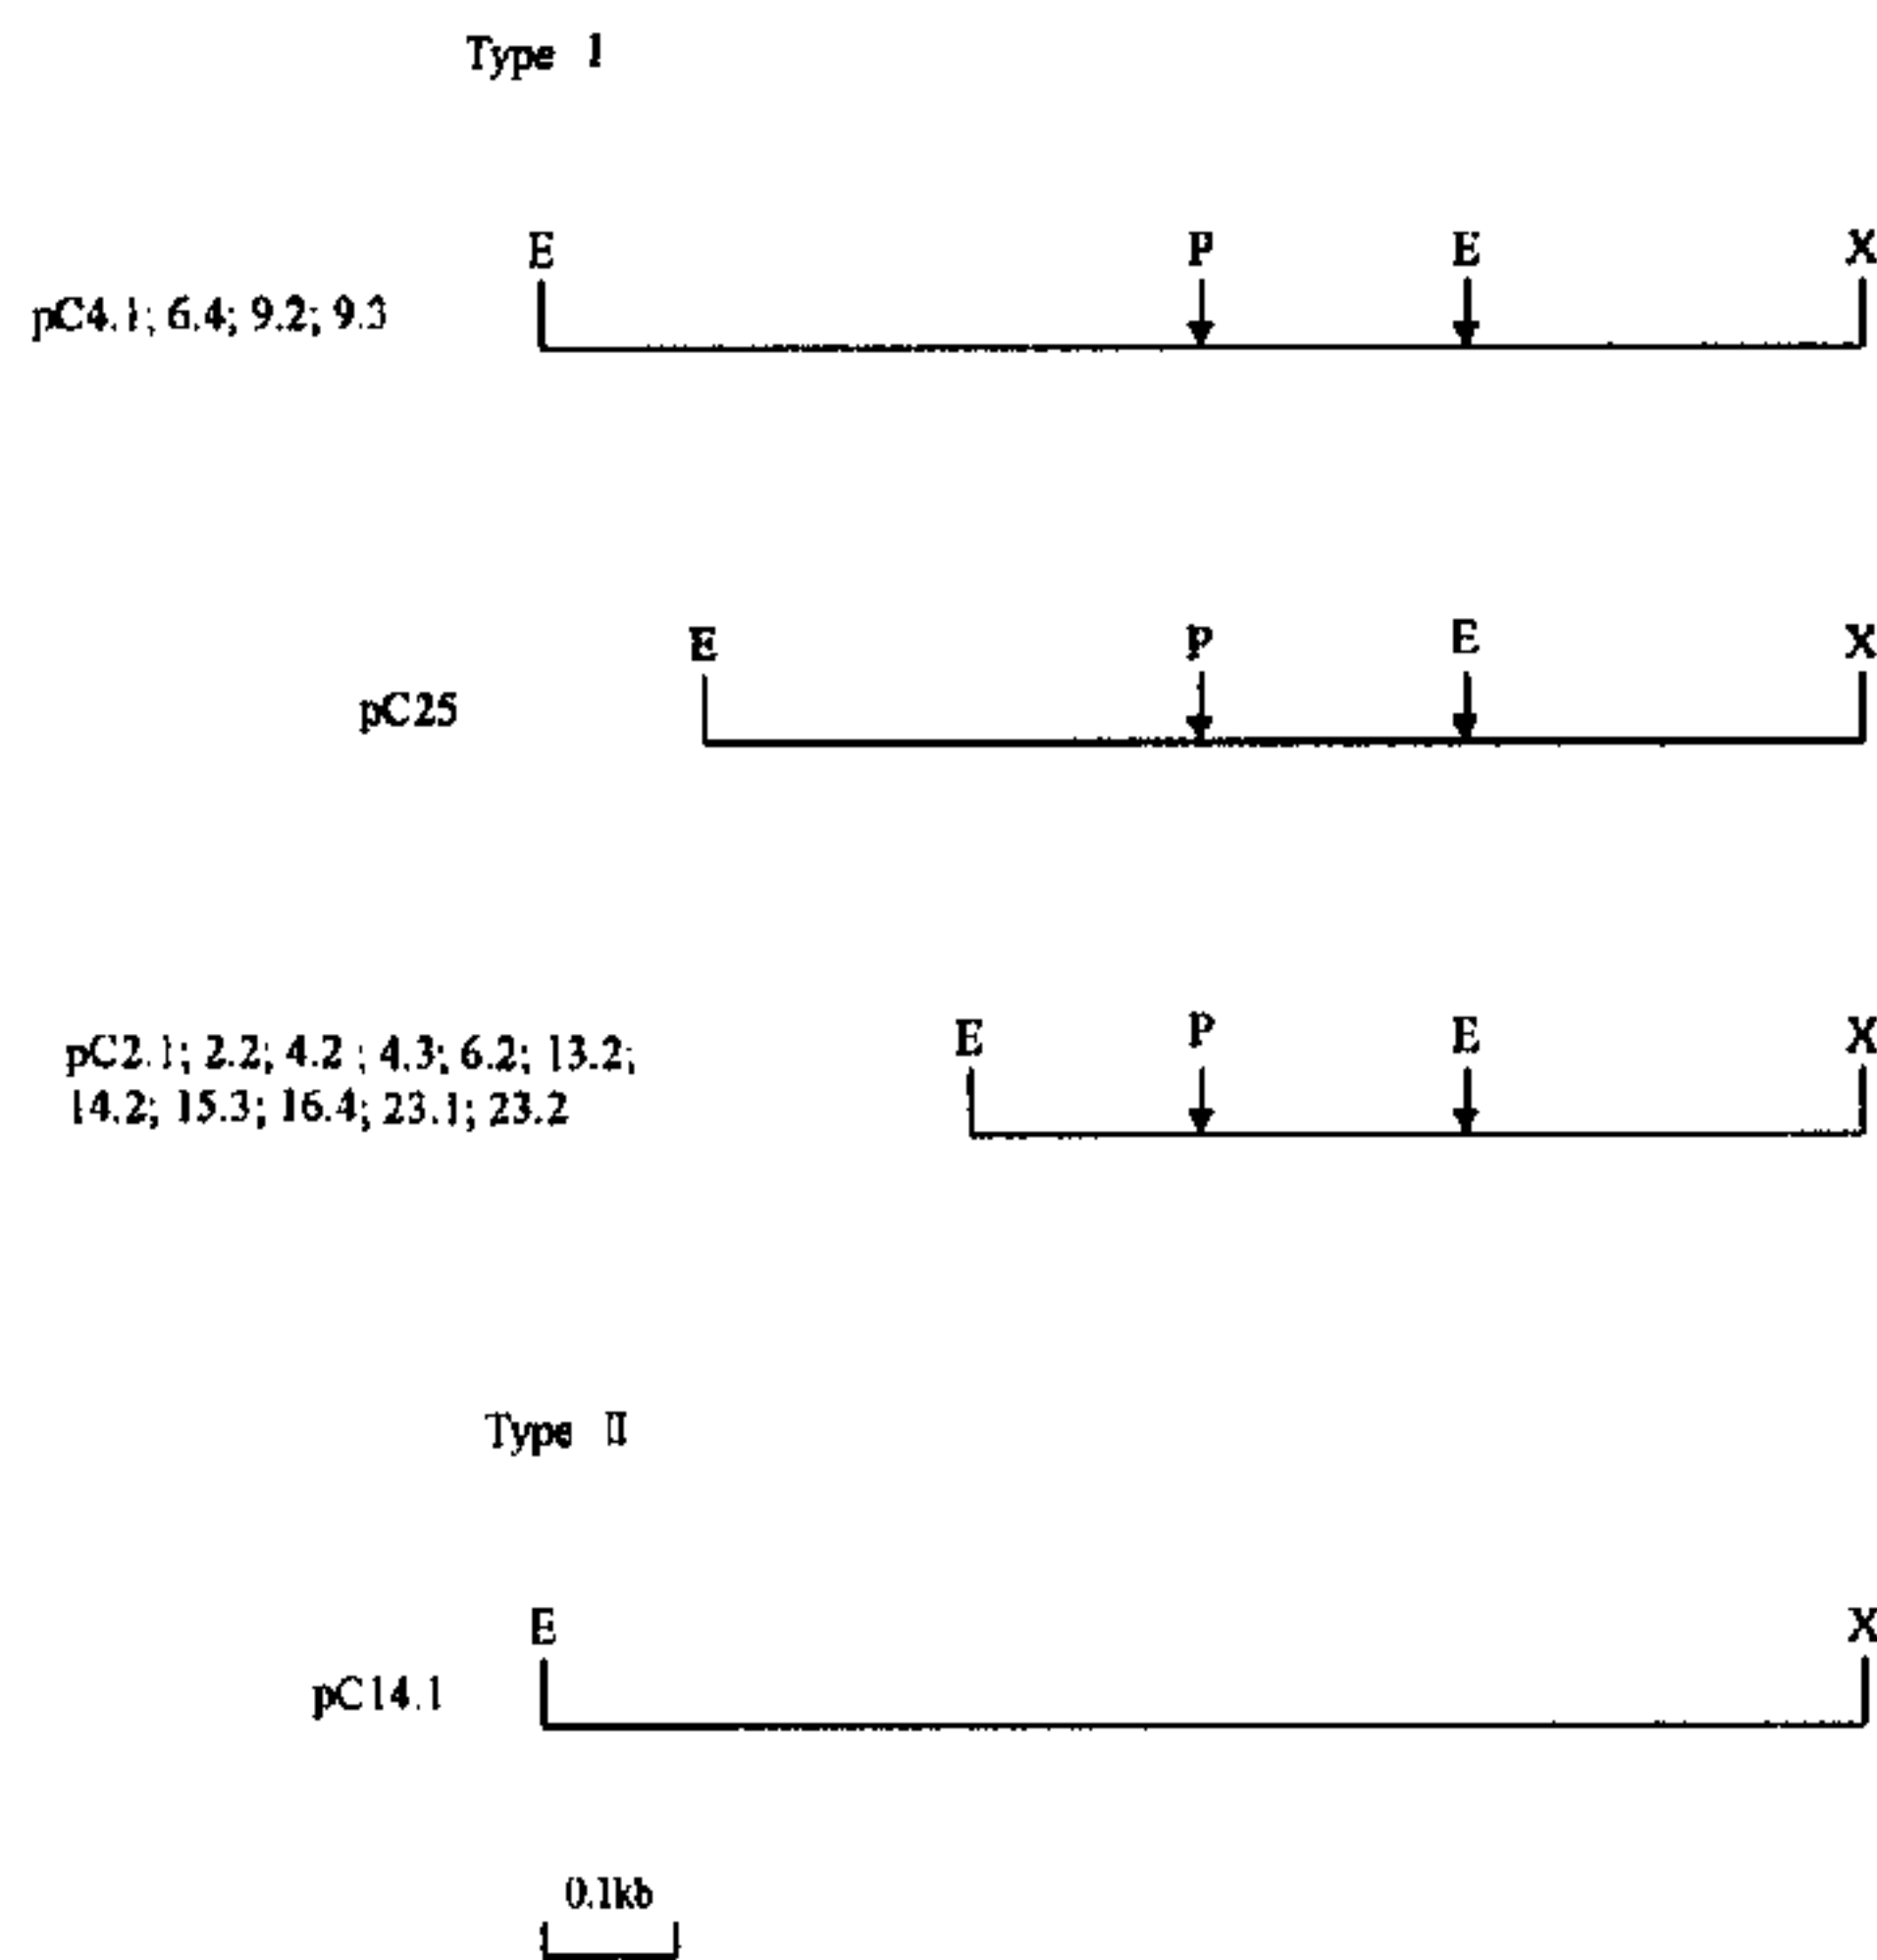 Type I
E P E X
pC4.1; 6.4; 9.2; 9.3
E P E X
pC25
E P E X
pC2.1; 2.2; 4.2 ; 4.3; 6.2; 13.2;
14.2; 15.3; 16.4; 23.1; 23.2
Type II
E X
pC14.1
0.1kb